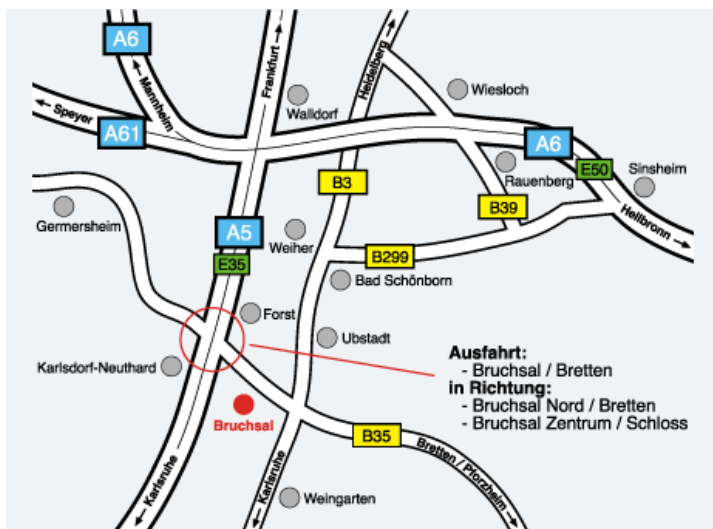 A6
Mannheim
Speyer
A61
Frankfurt
Walldorf
Heidelberg
Wiesloch
A6
E50
Sinsheim
Heilbronn
Rauenberg
B3
B39
Germersheim
A5
E35
Weiher
B299
Bad Schönborn
Forst
Ubstadt
Karlsdorf-Neuthard
Ausfahrt:
- Bruchsal / Bretten
in Richtung:
- Bruchsal Nord / Bretten
- Bruchsal Zentrum / Schloss
Bruchsal
B35
Bretten / Pforzheim
Karlsruhe
Karlsruhe
Weingarten